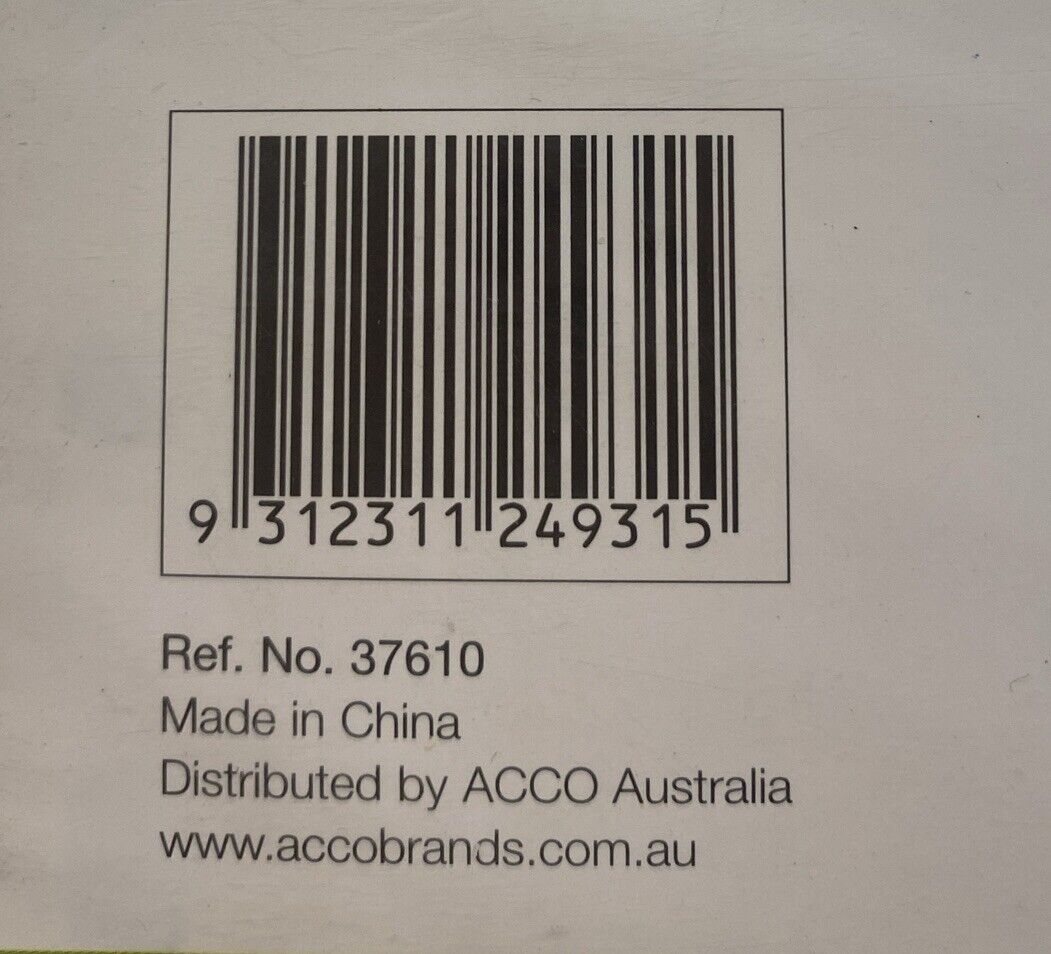 9 312311 249315
Ref. No. 37610
Made in China
Distributed by ACCO Australia
www.accobrands.com.au